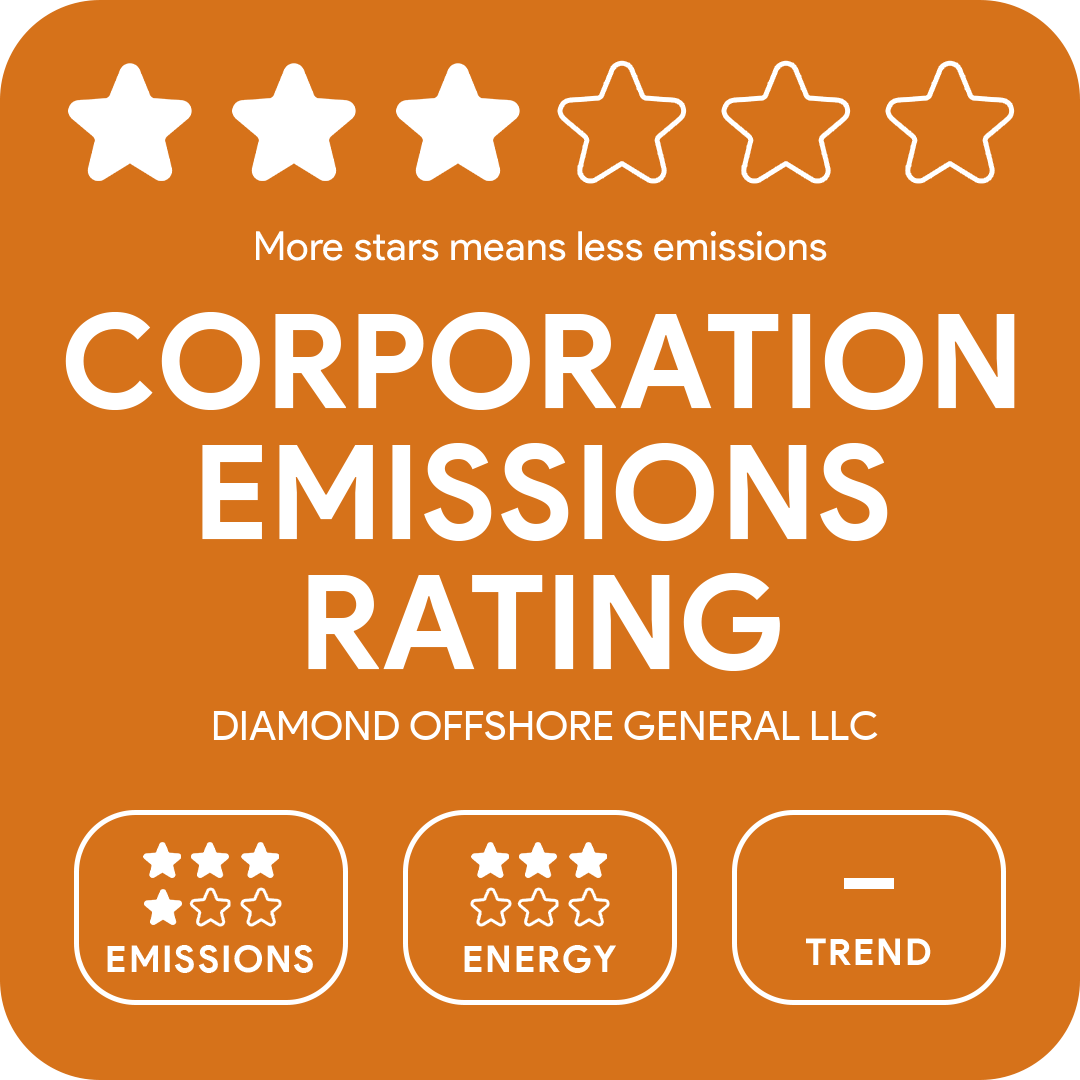 More stars means less emissions
CORPORATION
EMISSIONS
RATING
DIAMOND OFFSHORE GENERAL LLC
EMISSIONS
ENERGY
TREND